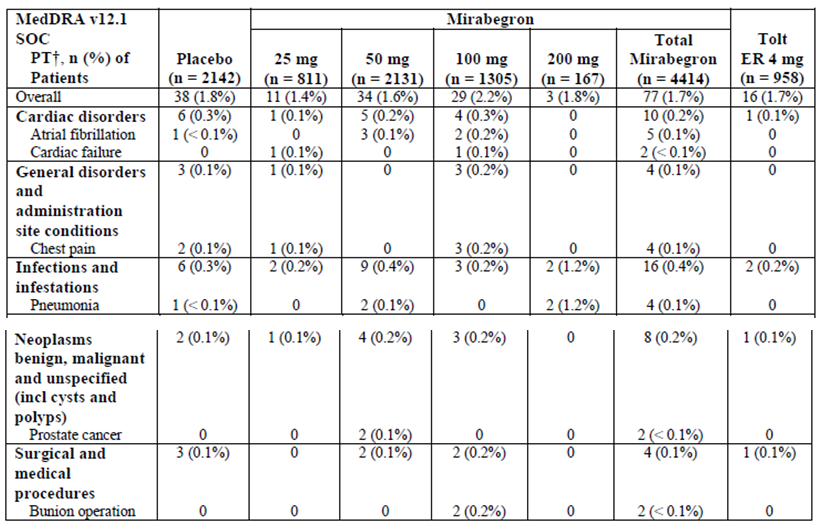 MedDRA v12.1 SOC PT†, n (%) of Patients | Placebo (n = 2142) | Mirabegron | Tolt ER 4 mg (n = 958)
25 mg (n = 811) | 50 mg (n = 2131) | 100 mg (n = 1305) | 200 mg (n = 167) | Total Mirabegron (n = 4414)
Overall 38 (1.8%) 11 (1.4%) 34 (1.6%) 29 (2.2%) 3 (1.8%) 77 (1.7%) 16 (1.7%)
Cardiac disorders 6 (0.3%) 1 (0.1%) 5 (0.2%) 4 (0.3%) 0 10 (0.2%) 1 (0.1%)
Atrial fibrillation 1 (< 0.1%) 0 3 (0.1%) 2 (0.2%) 0 5 (0.1%) 0
Cardiac failure 0 1 (0.1%) 0 1 (0.1%) 0 2 (< 0.1%) 0
General disorders 3 (0.1%) 1 (0.1%) 0 3 (0.2%) 0 4 (0.1%) 0
and
administration
site conditions
Chest pain 2 (0.1%) 1 (0.1%) 0 3 (0.2%) 0 4 (0.1%) 0
Infections and 6 (0.3%) 2 (0.2%) 9 (0.4%) 3 (0.2%) 2 (1.2%) 16 (0.4%) 2 (0.2%)
infestations
Pneumonia 1 (< 0.1%) 0 2 (0.1%) 0 2 (1.2%) 4 (0.1%) 0
Neoplasms 2 (0.1%) 1 (0.1%) 4 (0.2%) 3 (0.2%) 0 8 (0.2%) 1 (0.1%)
benign, malignant
and unspecified
(incl cysts and
polyps)
Prostate cancer 0 0 2 (0.1%) 0 0 2 (< 0.1%) 0
Surgical and 3 (0.1%) 0 2 (0.1%) 2 (0.2%) 0 4 (0.1%) 1 (0.1%)
medical
procedures
Bunion operation 0 0 0 2 (0.2%) 0 2 (< 0.1%) 0